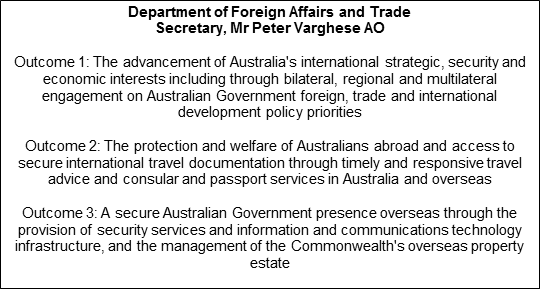 Department of Foreign Affairs and Trade
Secretary, Mr Peter Varghese AO
Outcome 1: The advancement of Australia's international strategic, security and
economic interests including through bilateral, regional and multilateral
engagement on Australian Government foreign, trade and international
development policy priorities
Outcome 2: The protection and welfare of Australians abroad and access to
secure international travel documentation through timely and responsive travel
advice and consular and passport services in Australia and overseas
Outcome 3: A secure Australian Government presence overseas through the
provision of security services and information and communications technology
infrastructure, and the management of the Commonwealth's overseas property
estate